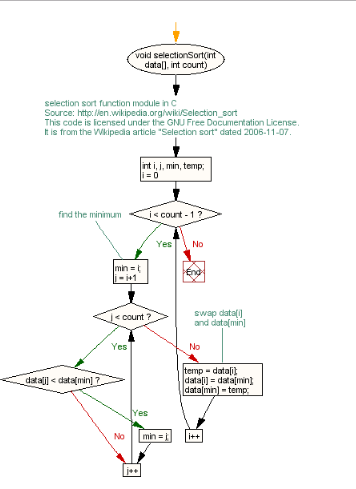 void selectionSort(int
data[], int count)
selection sort function module in C
Source: http://en.wikipedia.org/wiki/Selection_sort
This code is licensed under the GNU Free Documentation License.
It is from the Wikipedia article "Selection sort" dated 2006-11-07.
int i, j, min, temp;
i = 0
i < count - 1 ?
find the minimum
Yes
No
min = i;
j = i+1
End
j < count ?
swap data[i]
and data[min]
Yes
No
data[j] < data[min] ?
temp = data[i];
data[i] = data[min];
data[min] = temp;
Yes
No
min = j;
i++
j++